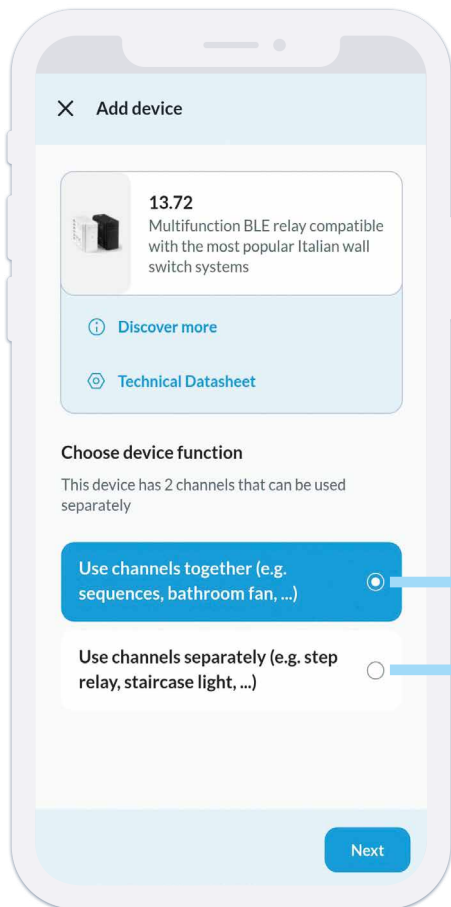 Add device
13.72
Multifunction BLE relay compatible
with the most popular Italian wall
switch systems
Discover more
Technical Datasheet
Choose device function
This device has 2 channels that can be used
separately
Use channels together (e.g.
sequences, bathroom fan, ...)
Use channels separately (e.g. step
relay, staircase light, ...)
Next